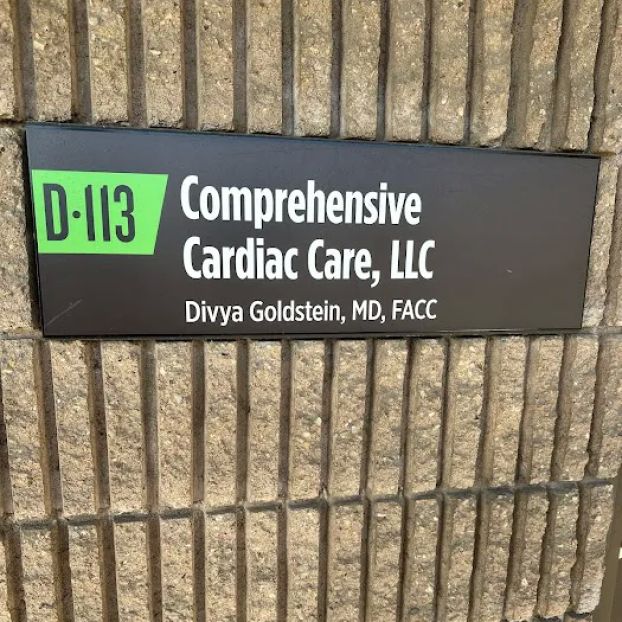 D·113
Comprehensive
Cardiac Care, LLC
Divya Goldstein, MD, FACC